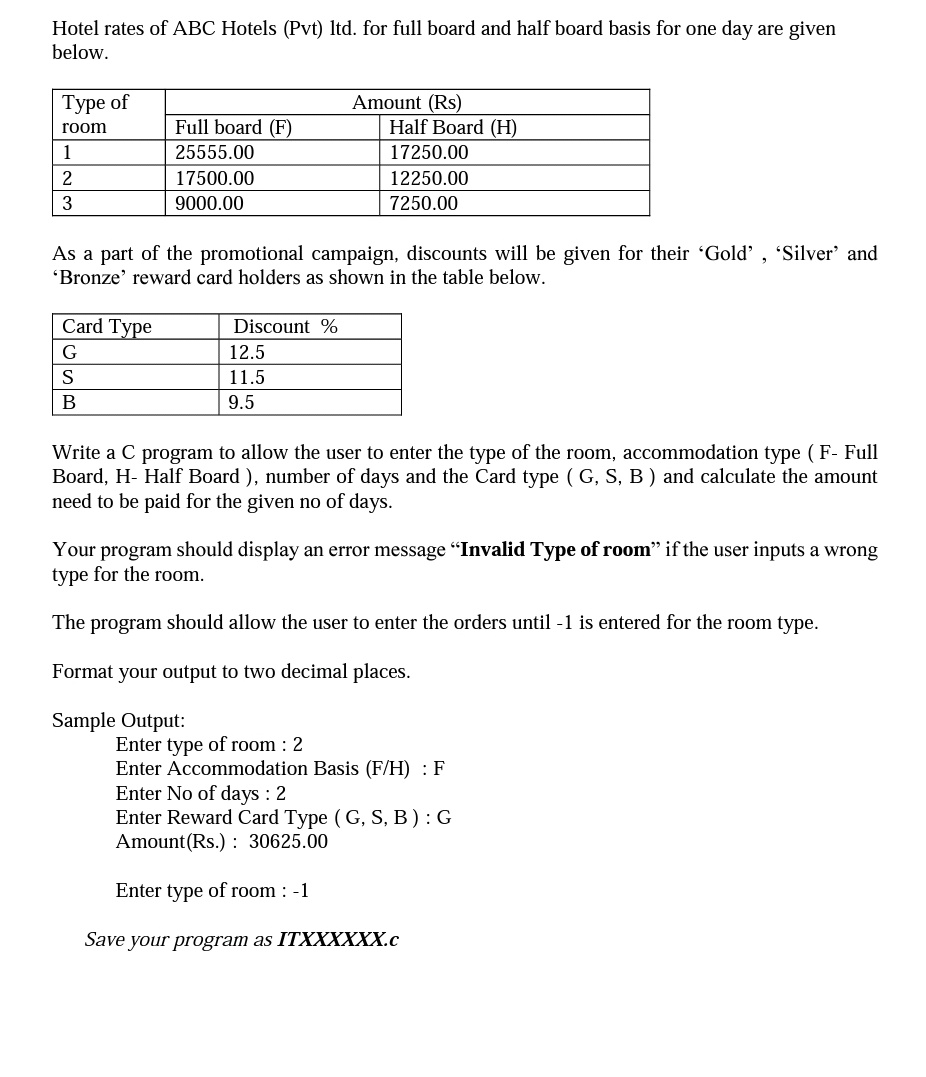 Hotel rates of ABC Hotels (Pvt) ltd. for full board and half board basis for one day are given
below.
Type of room Amount (Rs)
Full board (F) Half Board (H)
1 25555.00 17250.00
2 17500.00 12250.00
3 9000.00 7250.00
As a part of the promotional campaign, discounts will be given for their ‘Gold’ , ‘Silver’ and
‘Bronze’ reward card holders as shown in the table below.
Card Type Discount %
G 12.5
S 11.5
B 9.5
Write a C program to allow the user to enter the type of the room, accommodation type ( F- Full
Board, H- Half Board ), number of days and the Card type ( G, S, B ) and calculate the amount
need to be paid for the given no of days.
Your program should display an error message “Invalid Type of room” if the user inputs a wrong
type for the room.
The program should allow the user to enter the orders until -1 is entered for the room type.
Format your output to two decimal places.
Sample Output:
Enter type of room : 2
Enter Accommodation Basis (F/H) : F
Enter No of days : 2
Enter Reward Card Type ( G, S, B ) : G
Amount(Rs.) : 30625.00
Enter type of room : -1
Save your program as ITXXXXXX.c